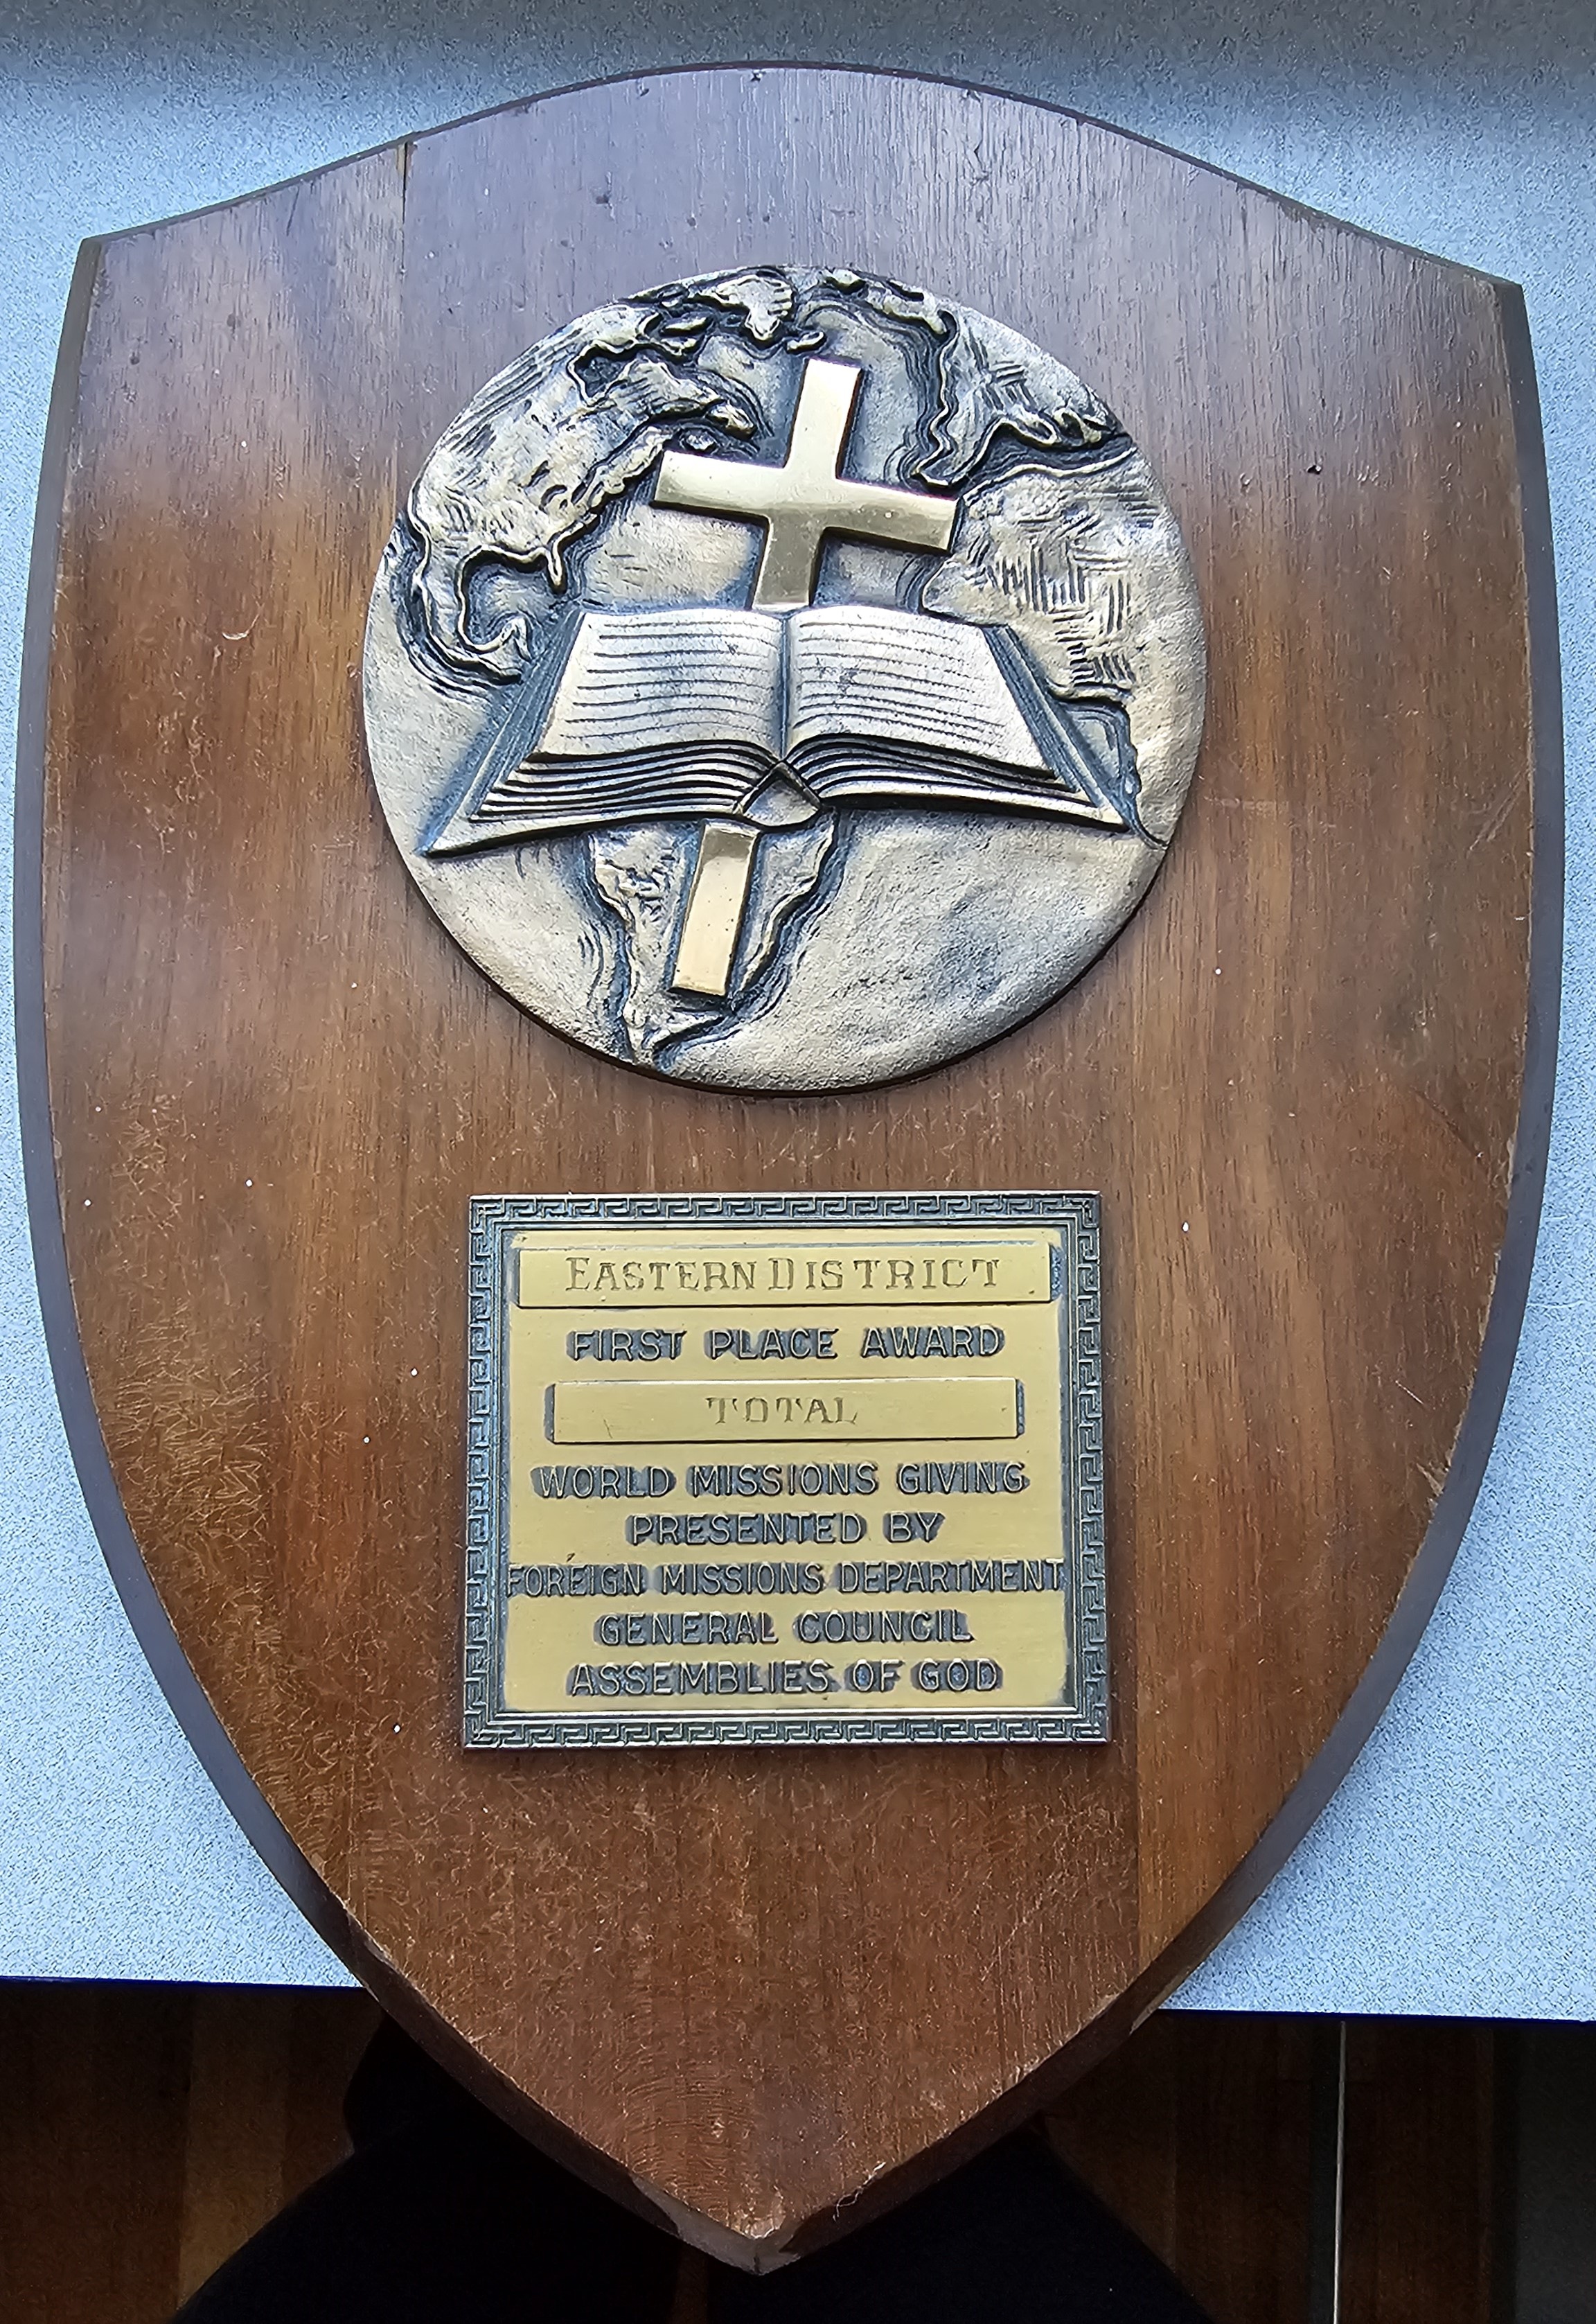 EASTERN DISTRICT
FIRST PLACE AWARD
TOTAL
WORLD MISSIONS GIVING
PRESENTED BY
FOREIGN MISSIONS DEPARTMENT
GENERAL COUNCIL
ASSEMBLIES OF GOD